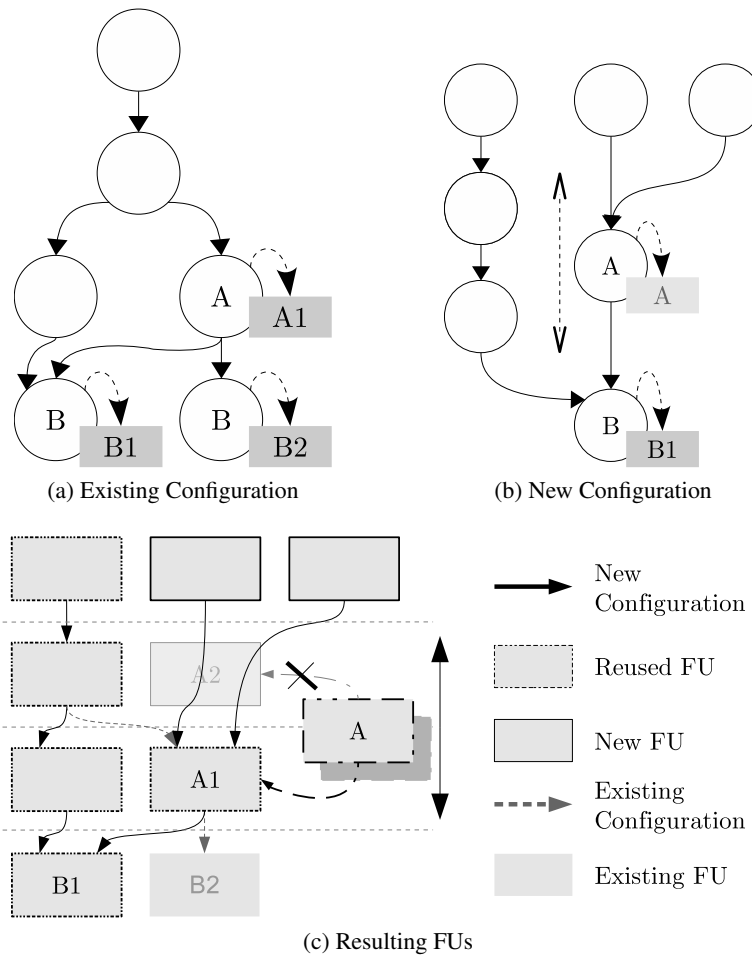 A
A1
B
B1
B
B2
(a) Existing Configuration
A
A
B
B1
(b) New Configuration
A2
A
A1
B1
B2
New
Configuration
Reused FU
New FU
Existing
Configuration
Existing FU
(c) Resulting FUs